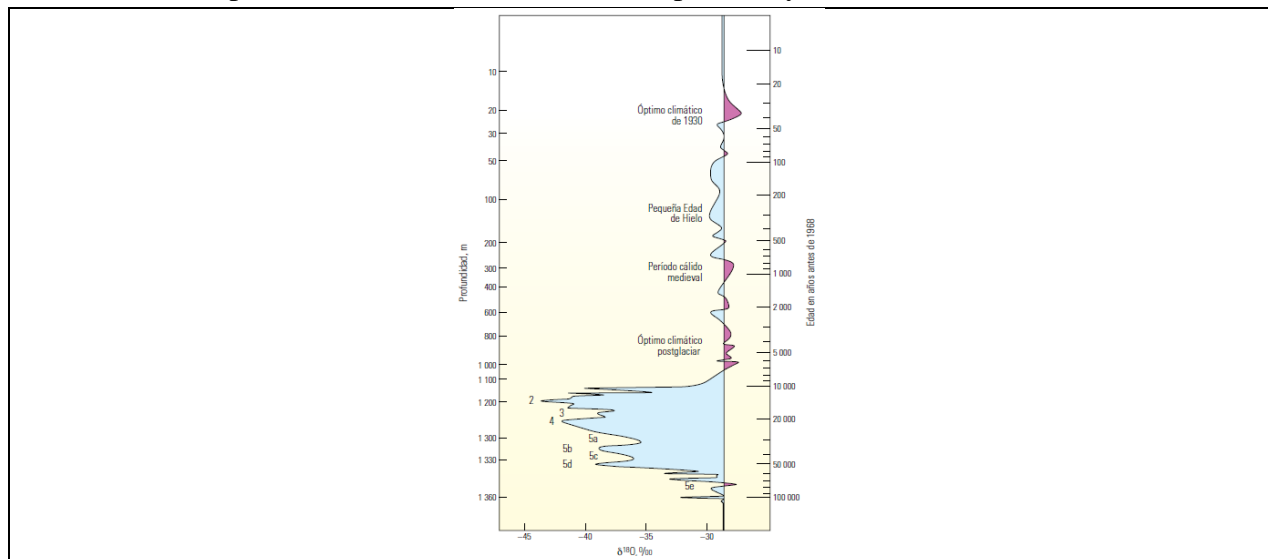 10
20
30
50
100
200
300
400
600
800
1 000
1 100
1 200
1 300
1 330
1 360
Profundidad, m
Óptimo climático
de 1930
Pequeña Edad
de Hielo
Período cálido
medieval
Óptimo climático
postglaciar
2
3
4
5a
5b
5c
5d
5e
10
20
50
100
200
500
1 000
2 000
5 000
10 000
20 000
50 000
100 000
Edad en años antes de 1968
−45
−40
−35
−30
δ¹⁸O, ‰